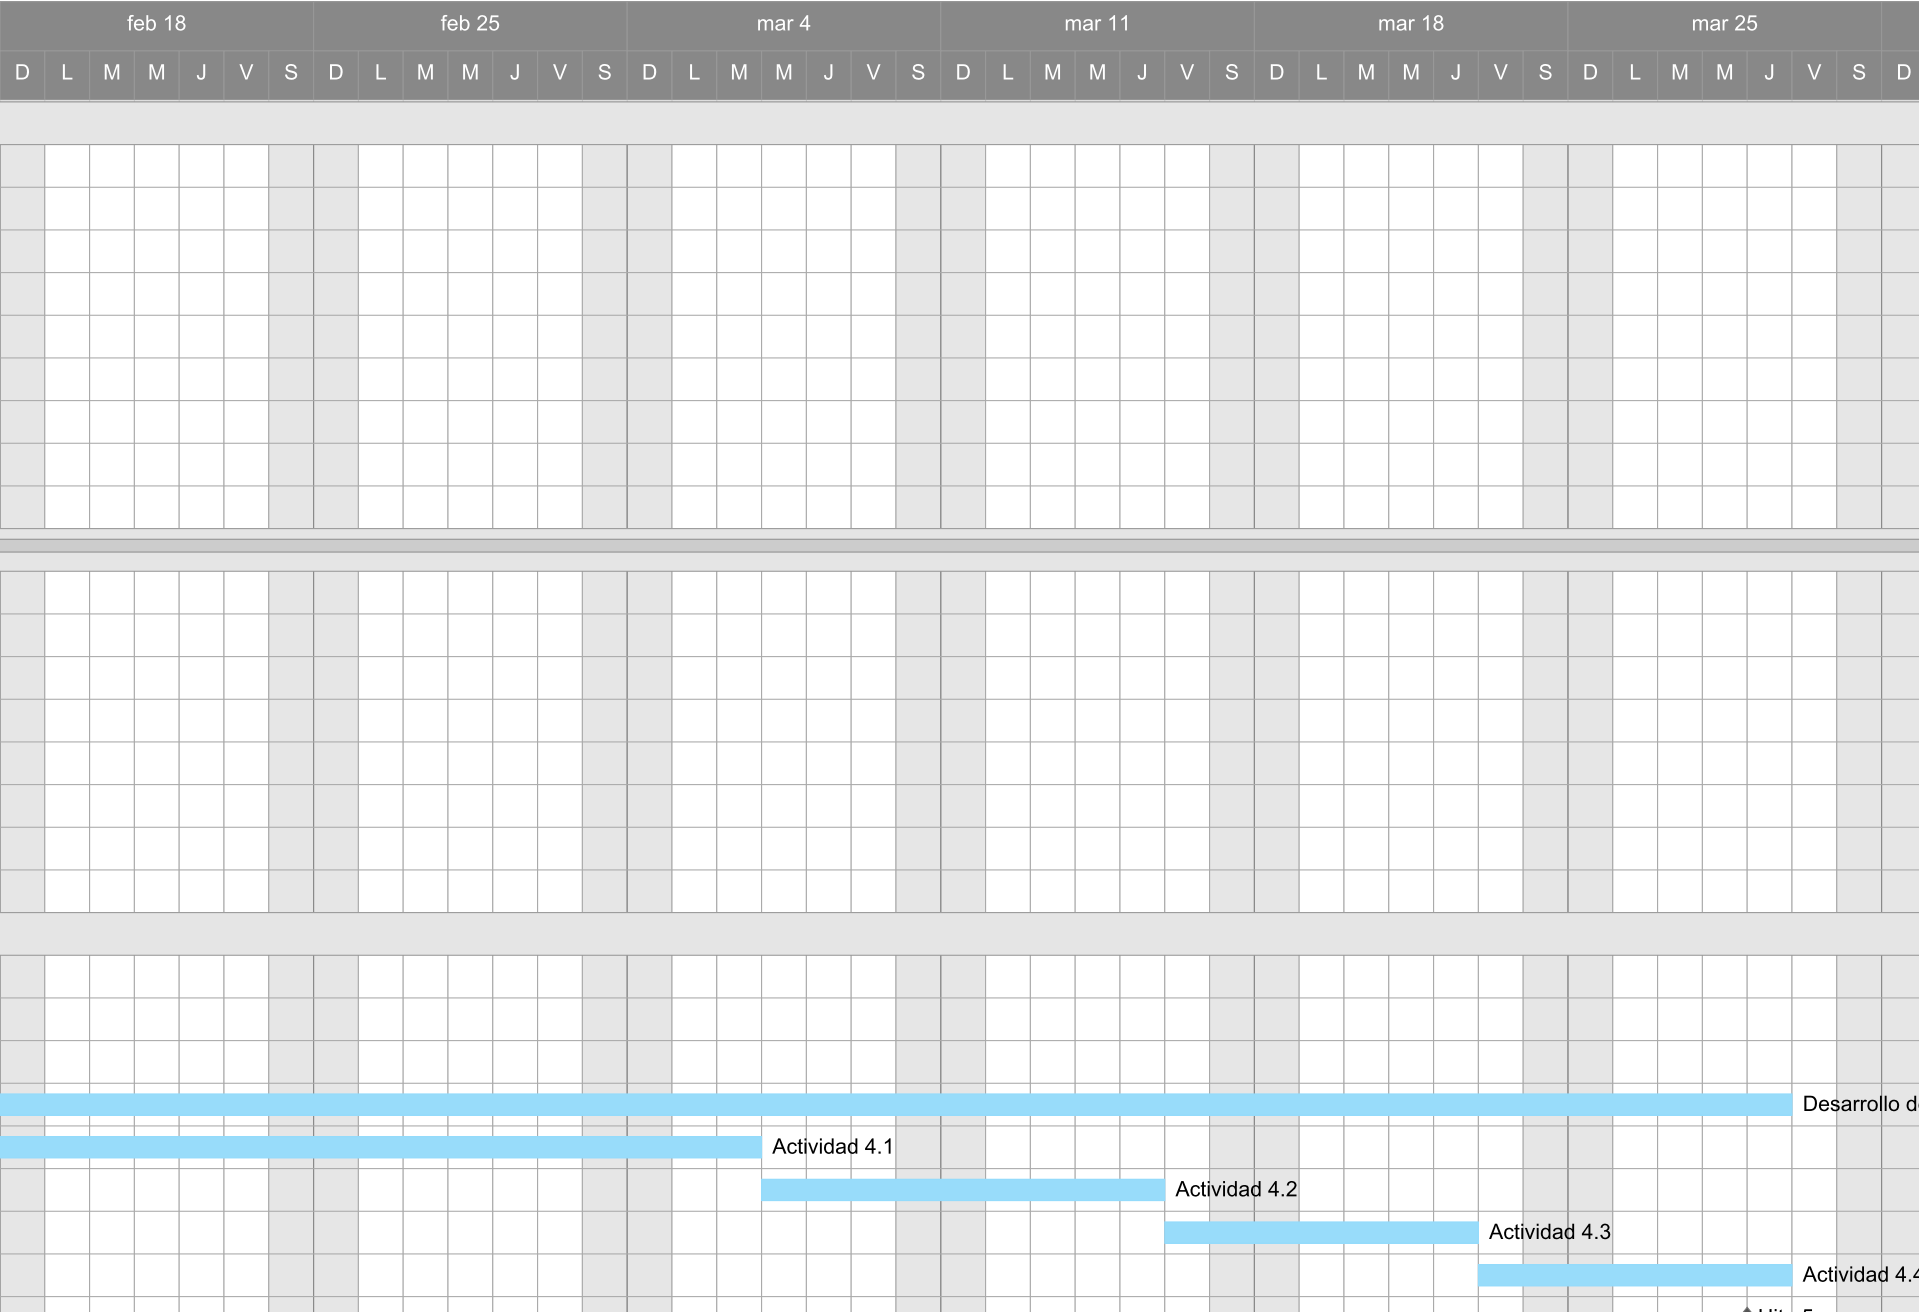 feb 18 feb 25 mar 4 mar 11 mar 18 mar 25
D L M M J V S D L M M J V S D L M M J V S D L M M J V S D L M M J V S D L M M J V S D
Desarrollo d
Actividad 4.1
Actividad 4.2
Actividad 4.3
Actividad 4.4